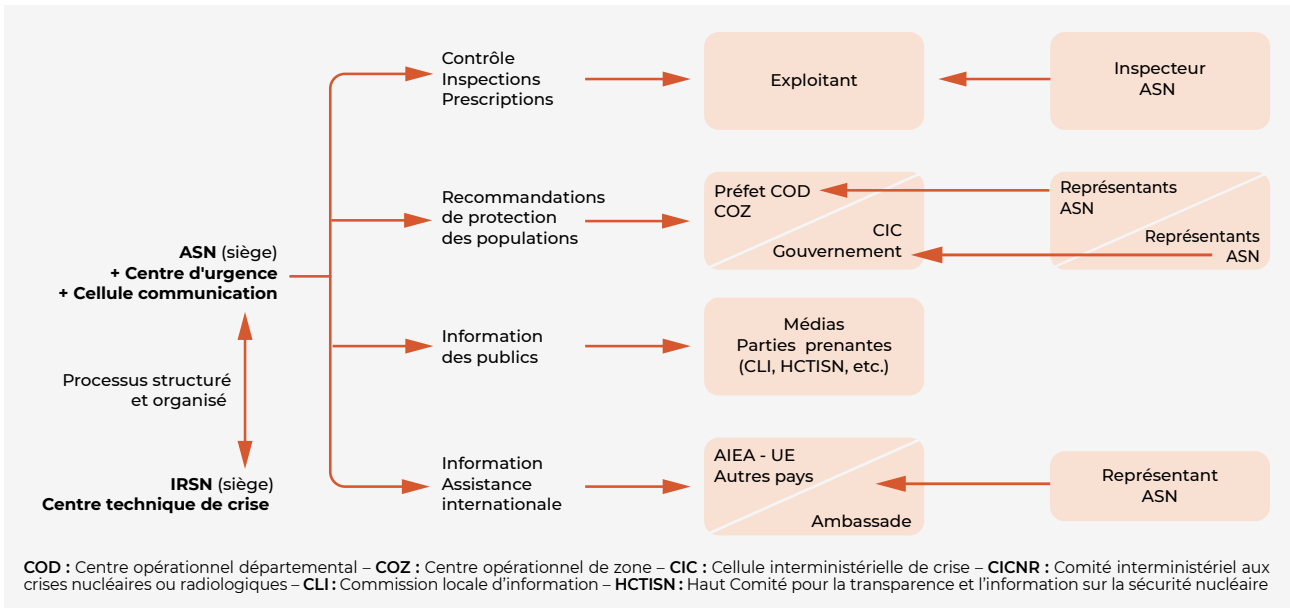 Contrôle
Inspections
Prescriptions
Exploitant
Inspecteur
ASN
Recommandations
de protection
des populations
Préfet COD
COZ
CIC
Gouvernement
Représentants
ASN
Représentants
ASN
ASN (siège)
+ Centre d'urgence
+ Cellule communication
Information
des publics
Médias
Parties prenantes
(CLI, HCTISN, etc.)
Processus structuré
et organisé
IRSN (siège)
Centre technique de crise
Information
Assistance
internationale
AIEA - UE
Autres pays
Ambassade
Représentant
ASN
COD : Centre opérationnel départemental – COZ : Centre opérationnel de zone – CIC : Cellule interministérielle de crise – CICNR : Comité interministériel aux
crises nucléaires ou radiologiques – CLI : Commission locale d’information – HCTISN : Haut Comité pour la transparence et l’information sur la sécurité nucléaire